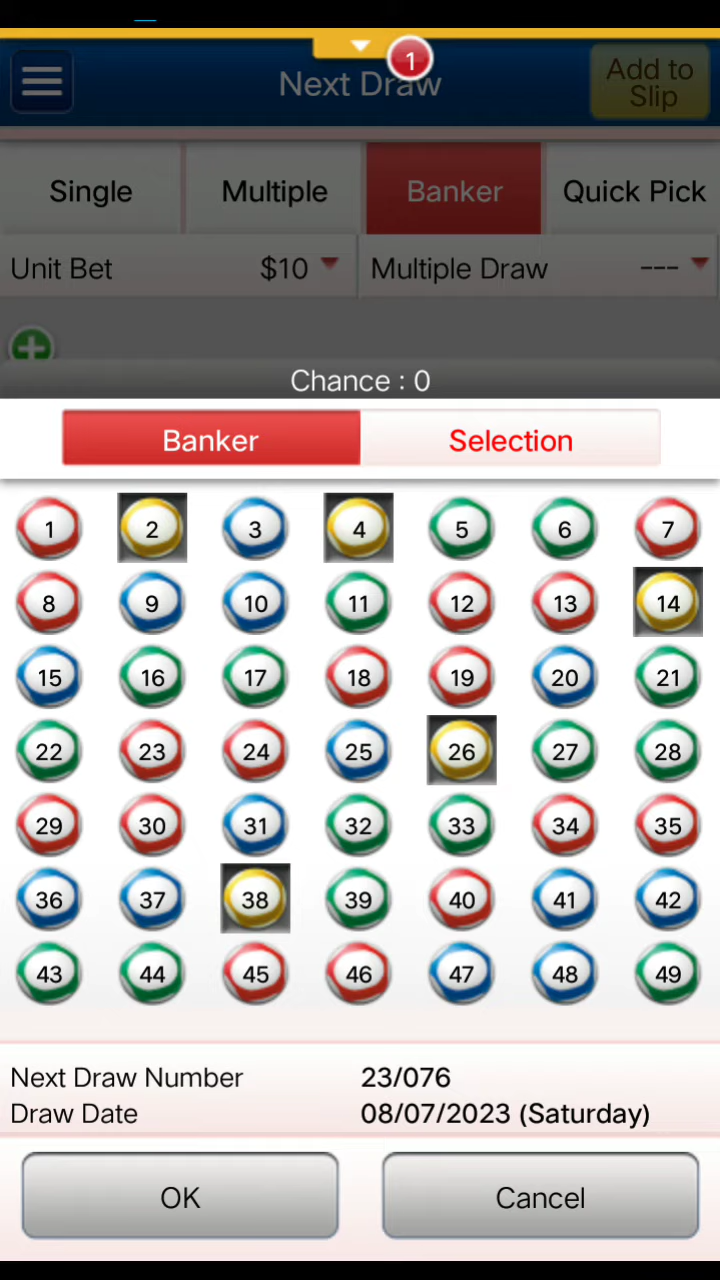 1
Next Draw
Add to
Slip
Single Multiple Banker Quick Pick
Unit Bet $10 Multiple Draw ---
Chance : 0
Banker Selection
1 2 3 4 5 6 7
8 9 10 11 12 13 14
15 16 17 18 19 20 21
22 23 24 25 26 27 28
29 30 31 32 33 34 35
36 37 38 39 40 41 42
43 44 45 46 47 48 49
Next Draw Number 23/076
Draw Date 08/07/2023 (Saturday)
OK Cancel